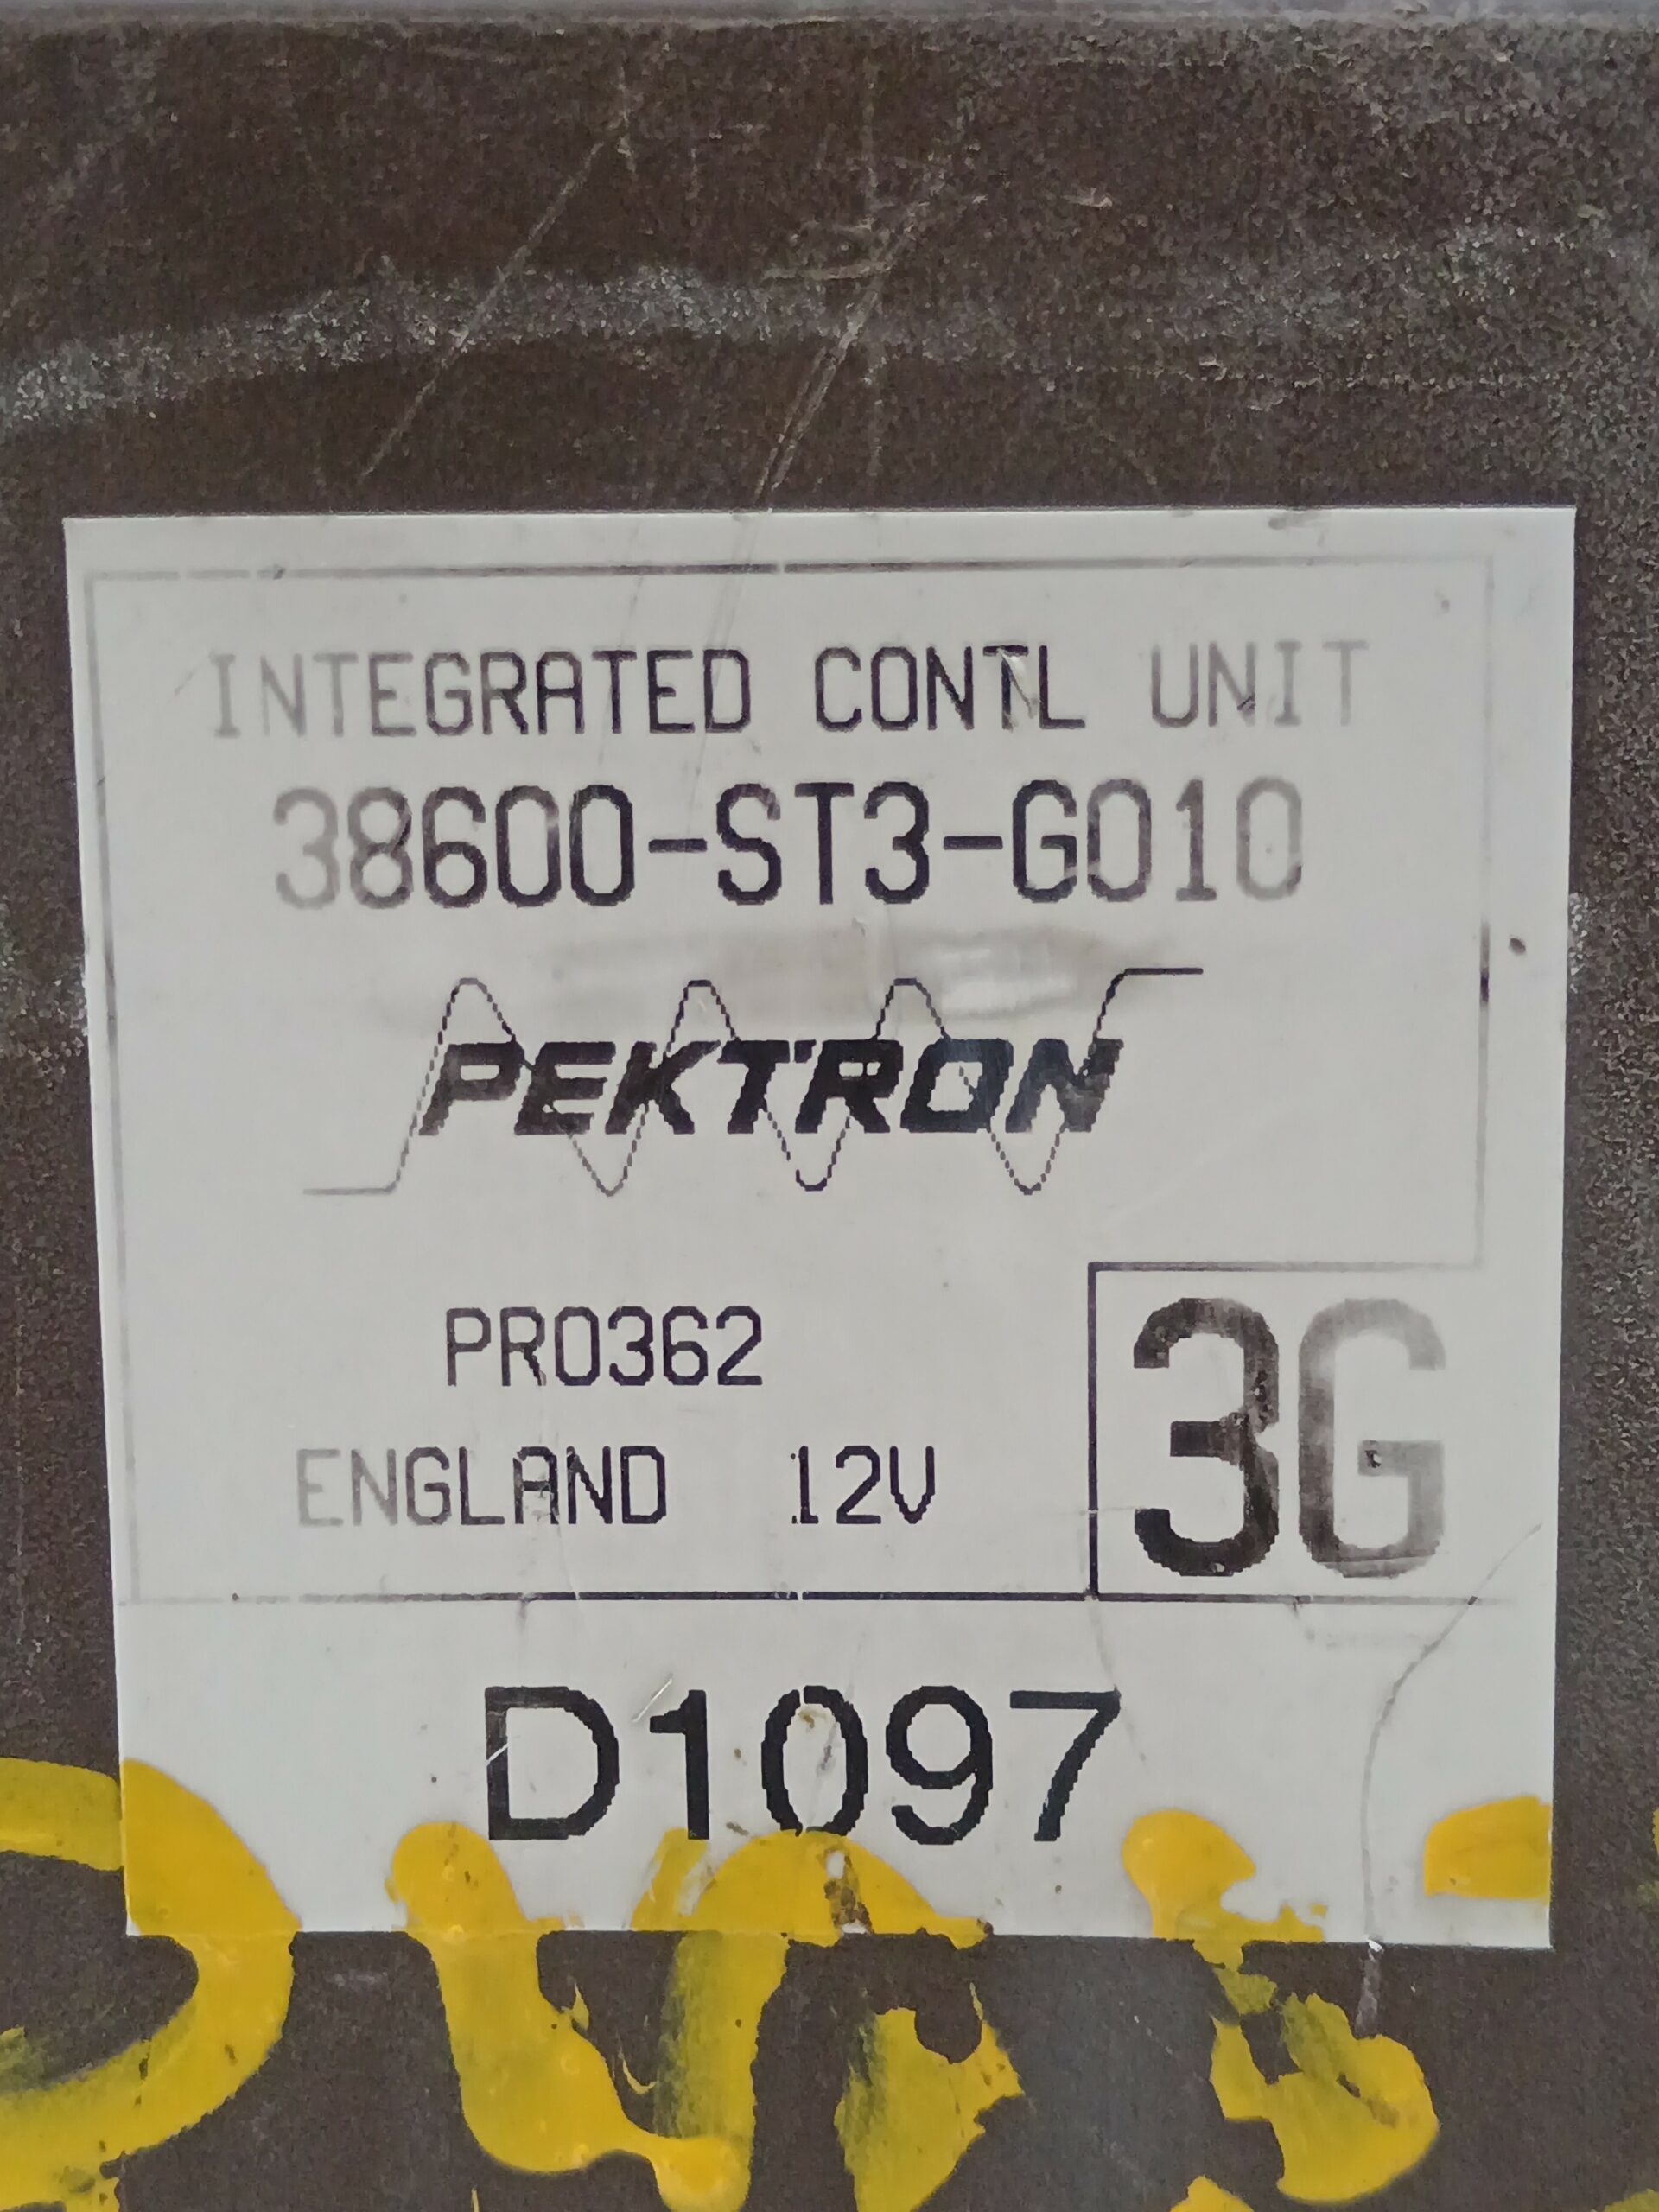 INTEGRATED CONTL UNIT
38600-ST3-G010
PEKTRON
PR0362
ENGLAND 12V
3G
D1097